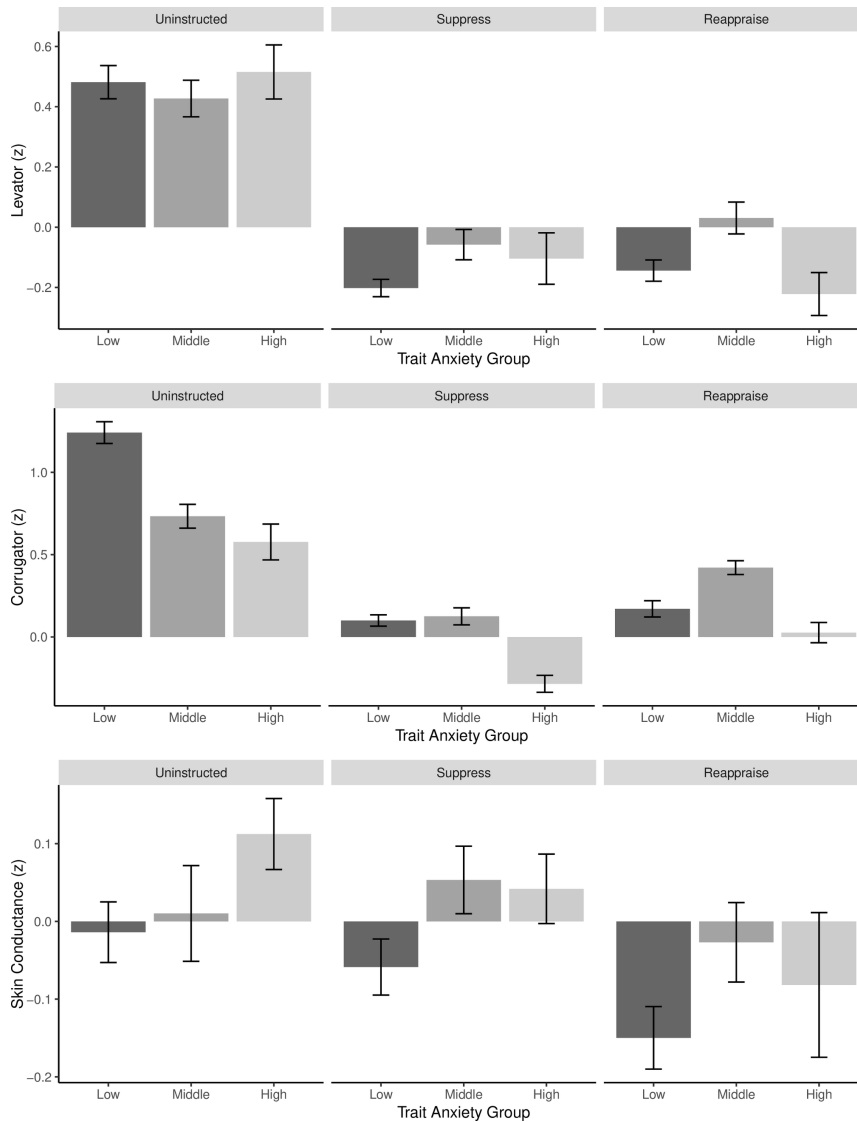 Uninstructed Suppress Reappraise
0.6
0.4
0.2
0.0
−0.2
Levator (z)
Low Middle High Low Middle High Low Middle High
Trait Anxiety Group
Uninstructed Suppress Reappraise
1.0
0.5
0.0
Corrugator (z)
Low Middle High Low Middle High Low Middle High
Trait Anxiety Group
Uninstructed Suppress Reappraise
0.1
0.0
−0.1
−0.2
Skin Conductance (z)
Low Middle High Low Middle High Low Middle High
Trait Anxiety Group